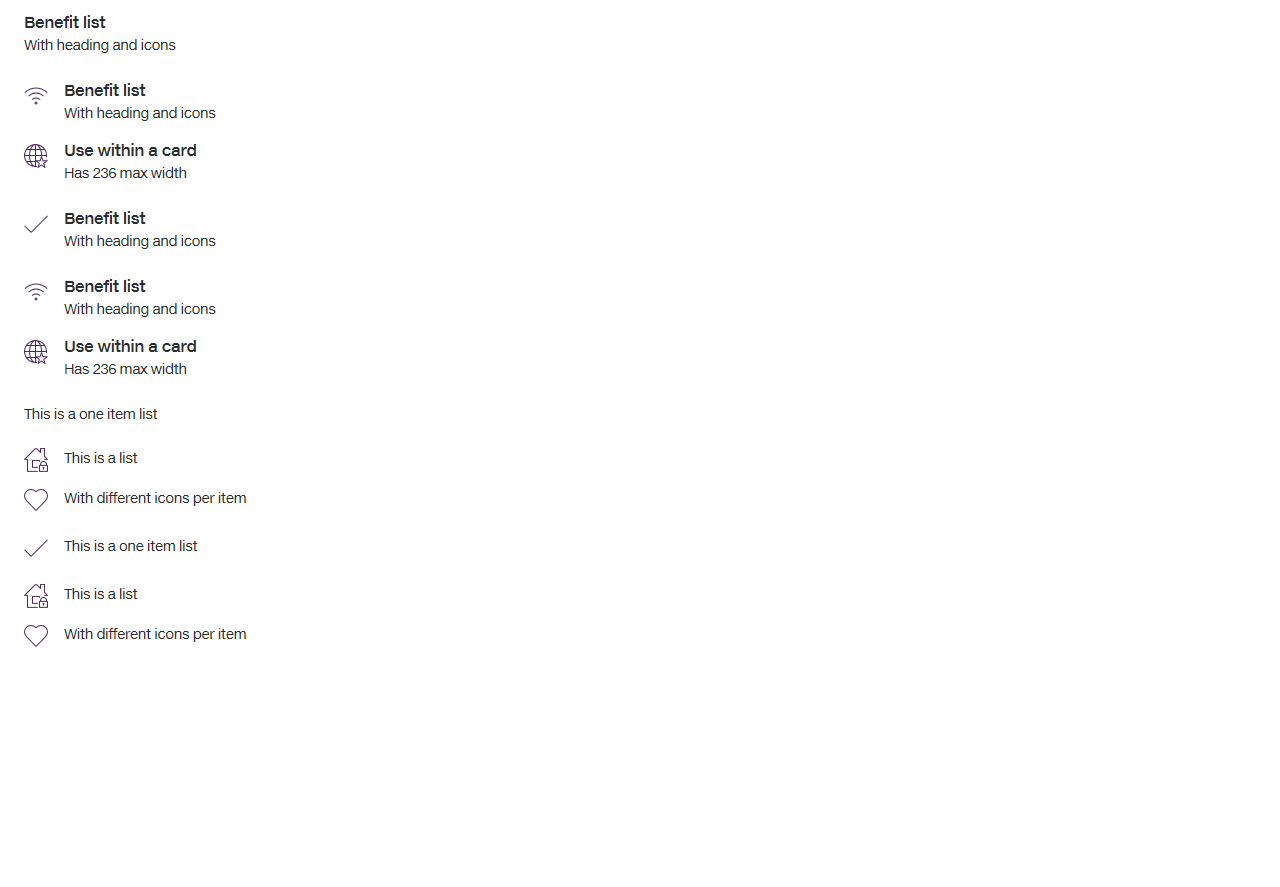 Benefit list
With heading and icons
Benefit list
With heading and icons
Use within a card
Has 236 max width
Benefit list
With heading and icons
Benefit list
With heading and icons
Use within a card
Has 236 max width
This is a one item list
This is a list
With different icons per item
This is a one item list
This is a list
With different icons per item